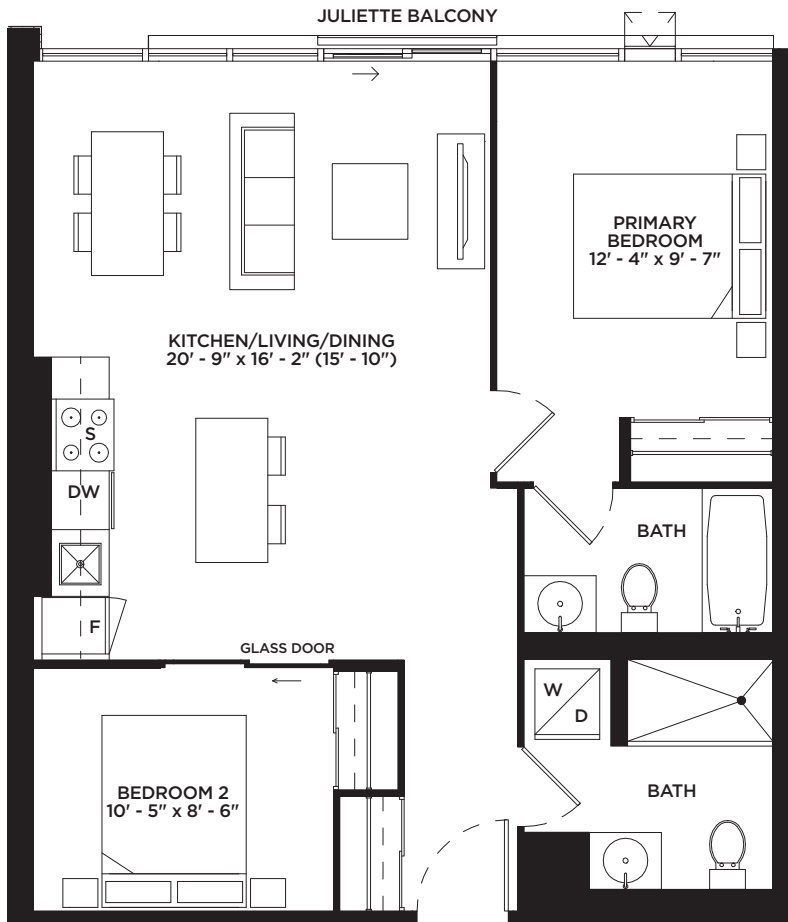 JULIETTE BALCONY
PRIMARY
BEDROOM
12' - 4" x 9' - 7"
KITCHEN/LIVING/DINING
20' - 9" x 16' - 2" (15' - 10")
S
DW
BATH
F
GLASS DOOR
W
D
BEDROOM 2
10' - 5" x 8' - 6"
BATH